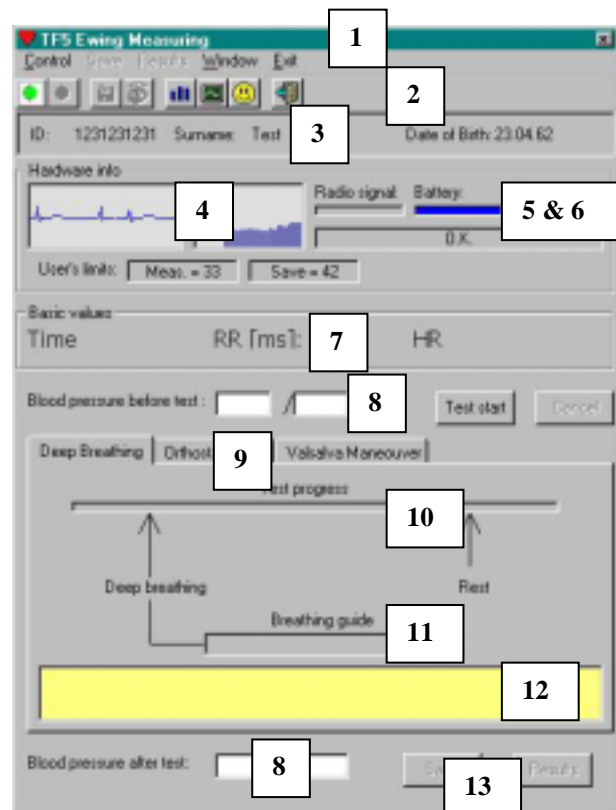 TF5 Ewing Measuring 1
Control Save Results Window Exit
2
ID: 1231231231 Surname: Test 3 Date of Birth: 23.04.62
Hardware info
4 Radio signal: Battery: 5 & 6
O.K.
User's limits: Meas. = 33 Save = 42
Basic values
Time RR [ms]: 7 HR
Blood pressure before test : / 8 Test start Cancel
Deep Breathing Orthost 9 Valsalva Maneouver
Test progress
10
Deep breathing Rest
Breathing guide
11
12
Blood pressure after test: 8 13 Results